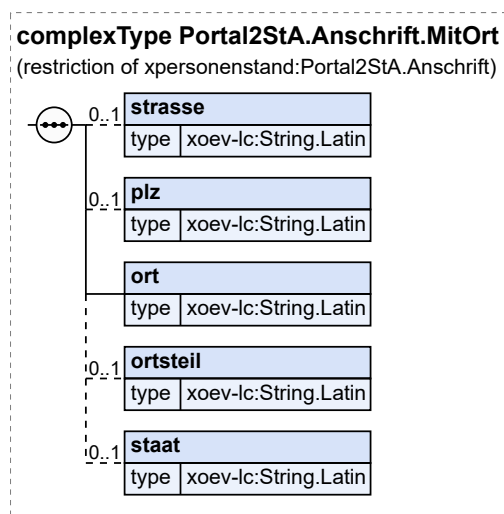 complexType Portal2StA.Anschrift.MitOrt
(restriction of xpersonenstand:Portal2StA.Anschrift)
0..1 strasse
type xoev-lc:String.Latin
0..1 plz
type xoev-lc:String.Latin
ort
type xoev-lc:String.Latin
0..1 ortsteil
type xoev-lc:String.Latin
0..1 staat
type xoev-lc:String.Latin